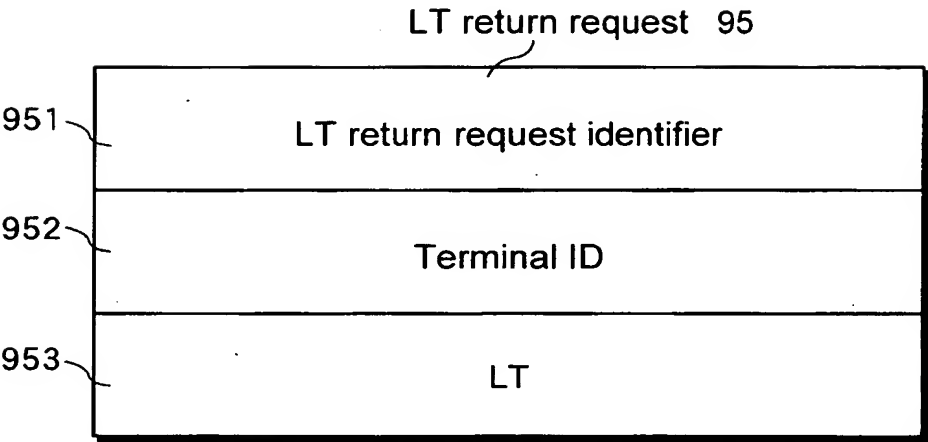 LT return request 95
951
LT return request identifier
952
Terminal ID
953
LT